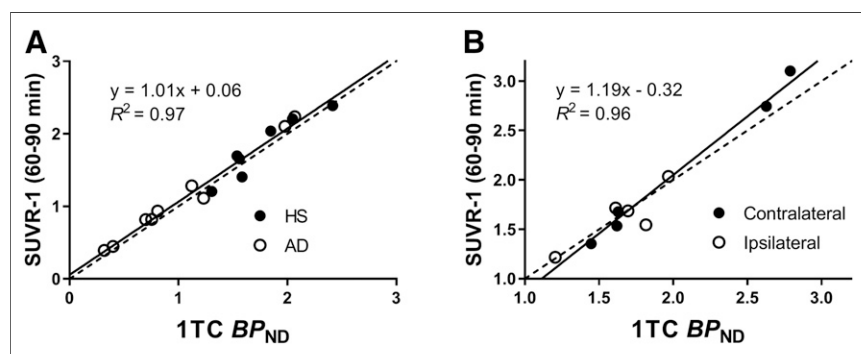 A
y = 1.01x + 0.06
R² = 0.97
SUVR-1 (60-90 min)
3
2
1
0
HS
AD
0 1 2 3
1TC BP_ND
B
y = 1.19x - 0.32
R² = 0.96
SUVR-1 (60-90 min)
3.0
2.5
2.0
1.5
1.0
Contralateral
Ipsilateral
1.0 1.5 2.0 2.5 3.0
1TC BP_ND